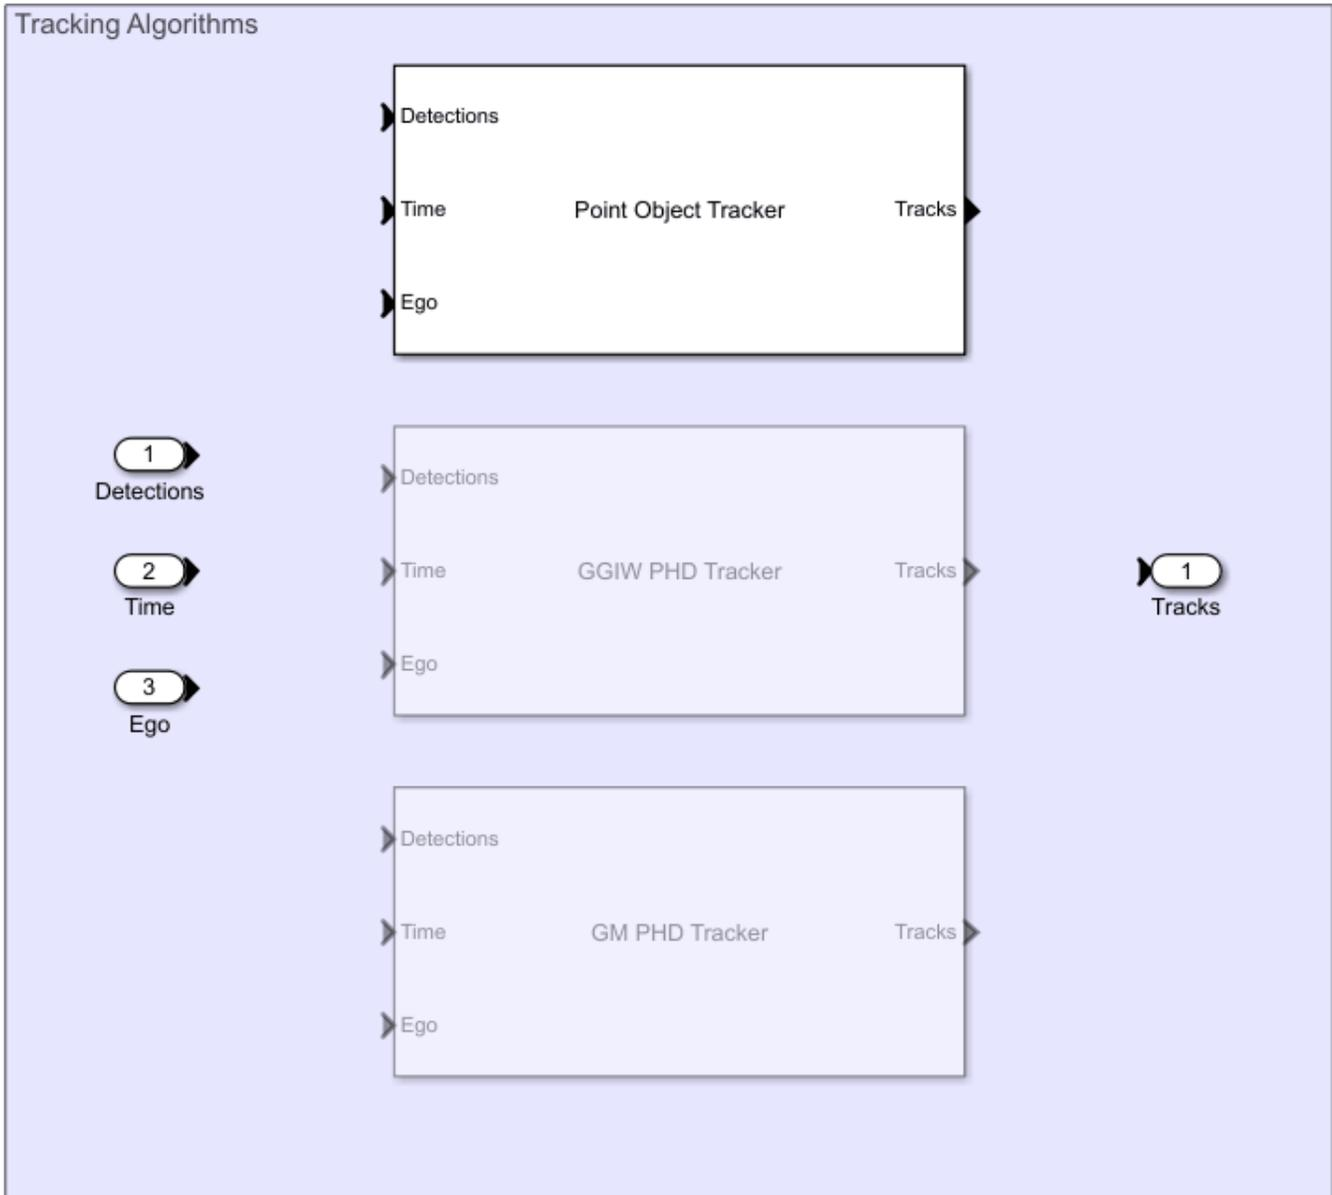 Tracking Algorithms
Detections
Time
Point Object Tracker
Tracks
Ego
1
Detections
2
Time
3
Ego
Detections
Time
GGIW PHD Tracker
Tracks
Ego
1
Tracks
Detections
Time
GM PHD Tracker
Tracks
Ego